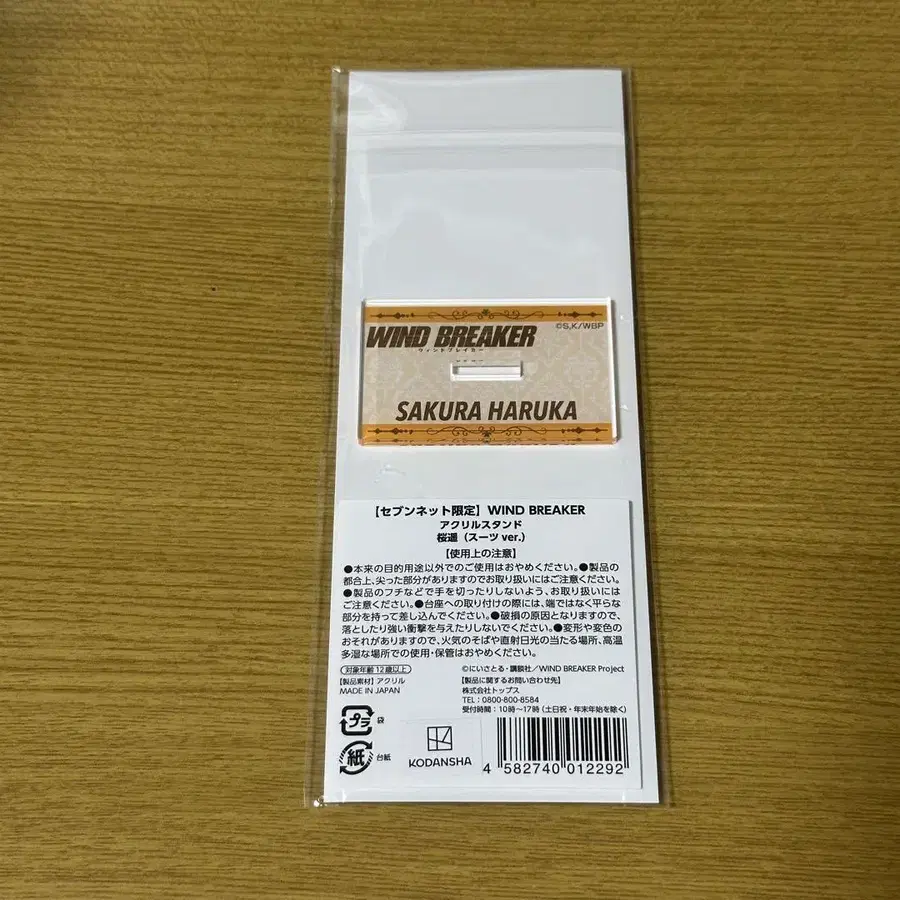 ©S,K/WBP
WIND BREAKER
ウィンドブレイカー
SAKURA HARUKA
【セブンネット限定】WIND BREAKER
アクリルスタンド
桜遥（スーツ ver.）
【使用上の注意】
●本来の目的用途以外でのご使用はおやめください。●製品の
都合上、尖った部分がありますのでお取り扱いにはご注意ください。
●製品のフチなどで手を切ったりしないよう、お取り扱いには
ご注意ください。●台座への取り付けの際には、端ではなく平らな
部分を持って差し込んでください。●破損の原因となりますので、
落としたり強い衝撃を与えたりしないでください。●変形や変色の
おそれがありますので、火気のそばや直射日光の当たる場所、高温
多湿な場所での使用・保管はおやめください。
対象年齢 12歳以上
©にいさとる・講談社／WIND BREAKER Project
【製品素材】アクリル
MADE IN JAPAN
【製品に関するお問い合わせ先】
株式会社トップス
TEL：0800-800-8584
受付時間：10時〜17時（土日祝・年末年始を除く）
プラ 袋
紙 台紙
KODANSHA
4 582740 012292